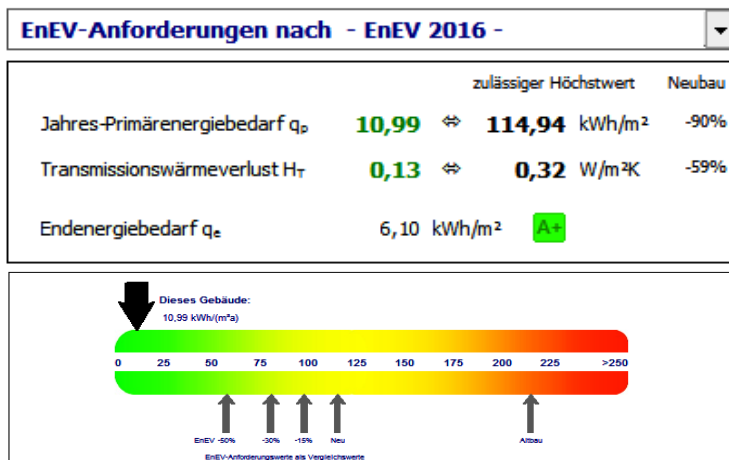 EnEV-Anforderungen nach - EnEV 2016 -
zulässiger Höchstwert Neubau
Jahres-Primärenergiebedarf qp 10,99 ⇔ 114,94 kWh/m² -90%
Transmissionswärmeverlust HT 0,13 ⇔ 0,32 W/m²K -59%
Endenergiebedarf qe 6,10 kWh/m² A+
Dieses Gebäude:
10,99 kWh/(m²a)
0 25 50 75 100 125 150 175 200 225 >250
EnEV -50% -30% -15% Neu Altbau
EnEV-Anforderungswerte als Vergleichswerte